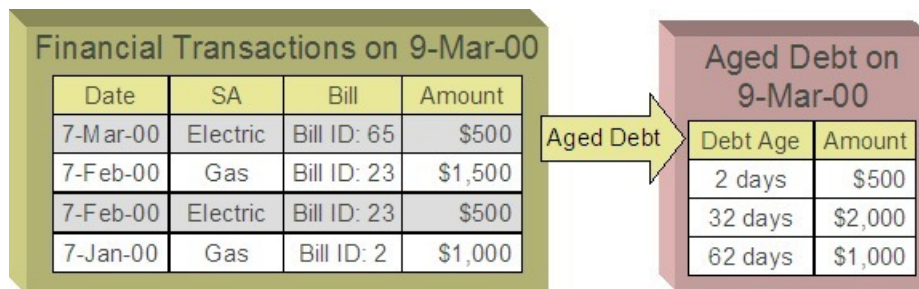 Financial Transactions on 9-Mar-00
Date SA Bill Amount
7-Mar-00 Electric Bill ID: 65 $500
7-Feb-00 Gas Bill ID: 23 $1,500
7-Feb-00 Electric Bill ID: 23 $500
7-Jan-00 Gas Bill ID: 2 $1,000
Aged Debt
Aged Debt on
9-Mar-00
Debt Age Amount
2 days $500
32 days $2,000
62 days $1,000